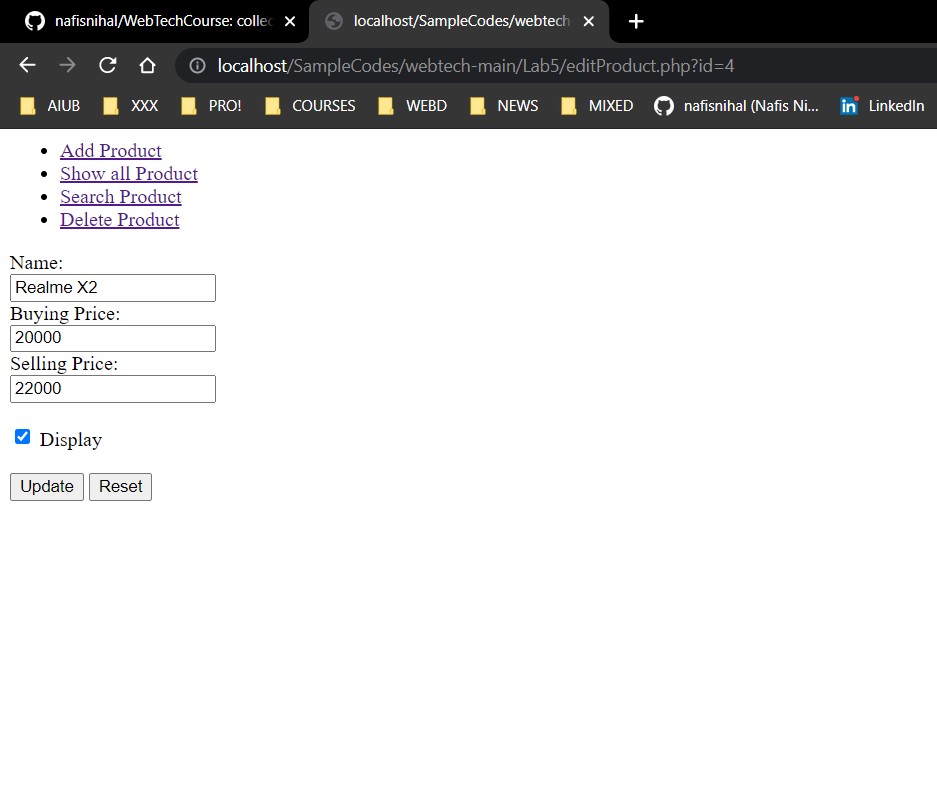 nafisnihal/WebTechCourse: collec
localhost/SampleCodes/webtech
localhost/SampleCodes/webtech-main/Lab5/editProduct.php?id=4
AIUB XXX PRO! COURSES WEBD NEWS MIXED nafisnihal (Nafis Ni... LinkedIn
Add Product
Show all Product
Search Product
Delete Product
Name:
Realme X2
Buying Price:
20000
Selling Price:
22000
Display
Update Reset